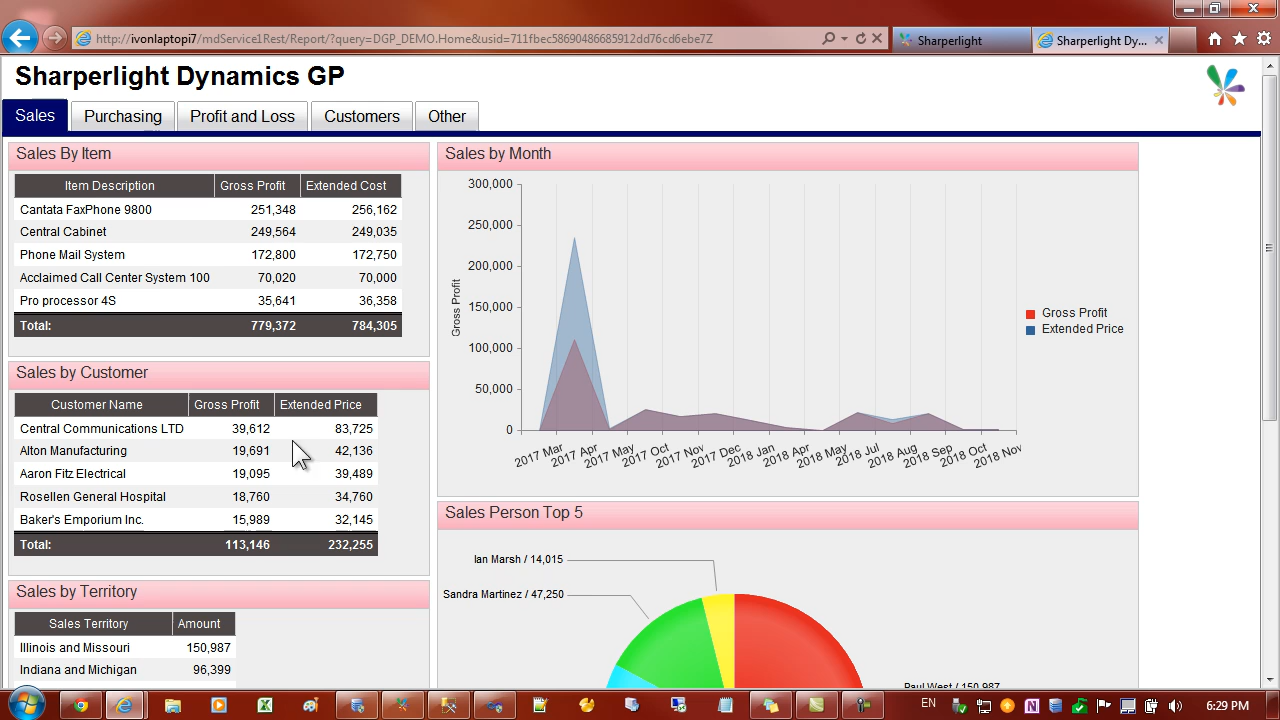 http://ivonlaptopi7/mdService1Rest/Report/?query=DGP_DEMO.Home&usid=711fbec58690486685912dd76cd6ebe7Z
Sharperlight
Sharperlight Dy...
Sharperlight Dynamics GP
Sales
Purchasing
Profit and Loss
Customers
Other
Sales By Item
Item Description Gross Profit Extended Cost
Cantata FaxPhone 9800 251,348 256,162
Central Cabinet 249,564 249,035
Phone Mail System 172,800 172,750
Acclaimed Call Center System 100 70,020 70,000
Pro processor 4S 35,641 36,358
Total: 779,372 784,305
Sales by Customer
Customer Name Gross Profit Extended Price
Central Communications LTD 39,612 83,725
Alton Manufacturing 19,691 42,136
Aaron Fitz Electrical 19,095 39,489
Rosellen General Hospital 18,760 34,760
Baker's Emporium Inc. 15,989 32,145
Total: 113,146 232,255
Sales by Territory
Sales Territory Amount
Illinois and Missouri 150,987
Indiana and Michigan 96,399
Sales by Month
300,000
250,000
200,000
150,000
100,000
50,000
0
Gross Profit
2017 Mar
2017 Apr
2017 May
2017 Oct
2017 Nov
2017 Dec
2018 Jan
2018 Apr
2018 May
2018 Jul
2018 Aug
2018 Sep
2018 Oct
2018 Nov
Gross Profit
Extended Price
Sales Person Top 5
Ian Marsh / 14,015
Sandra Martinez / 47,250
Paul West / 150,987
EN
6:29 PM